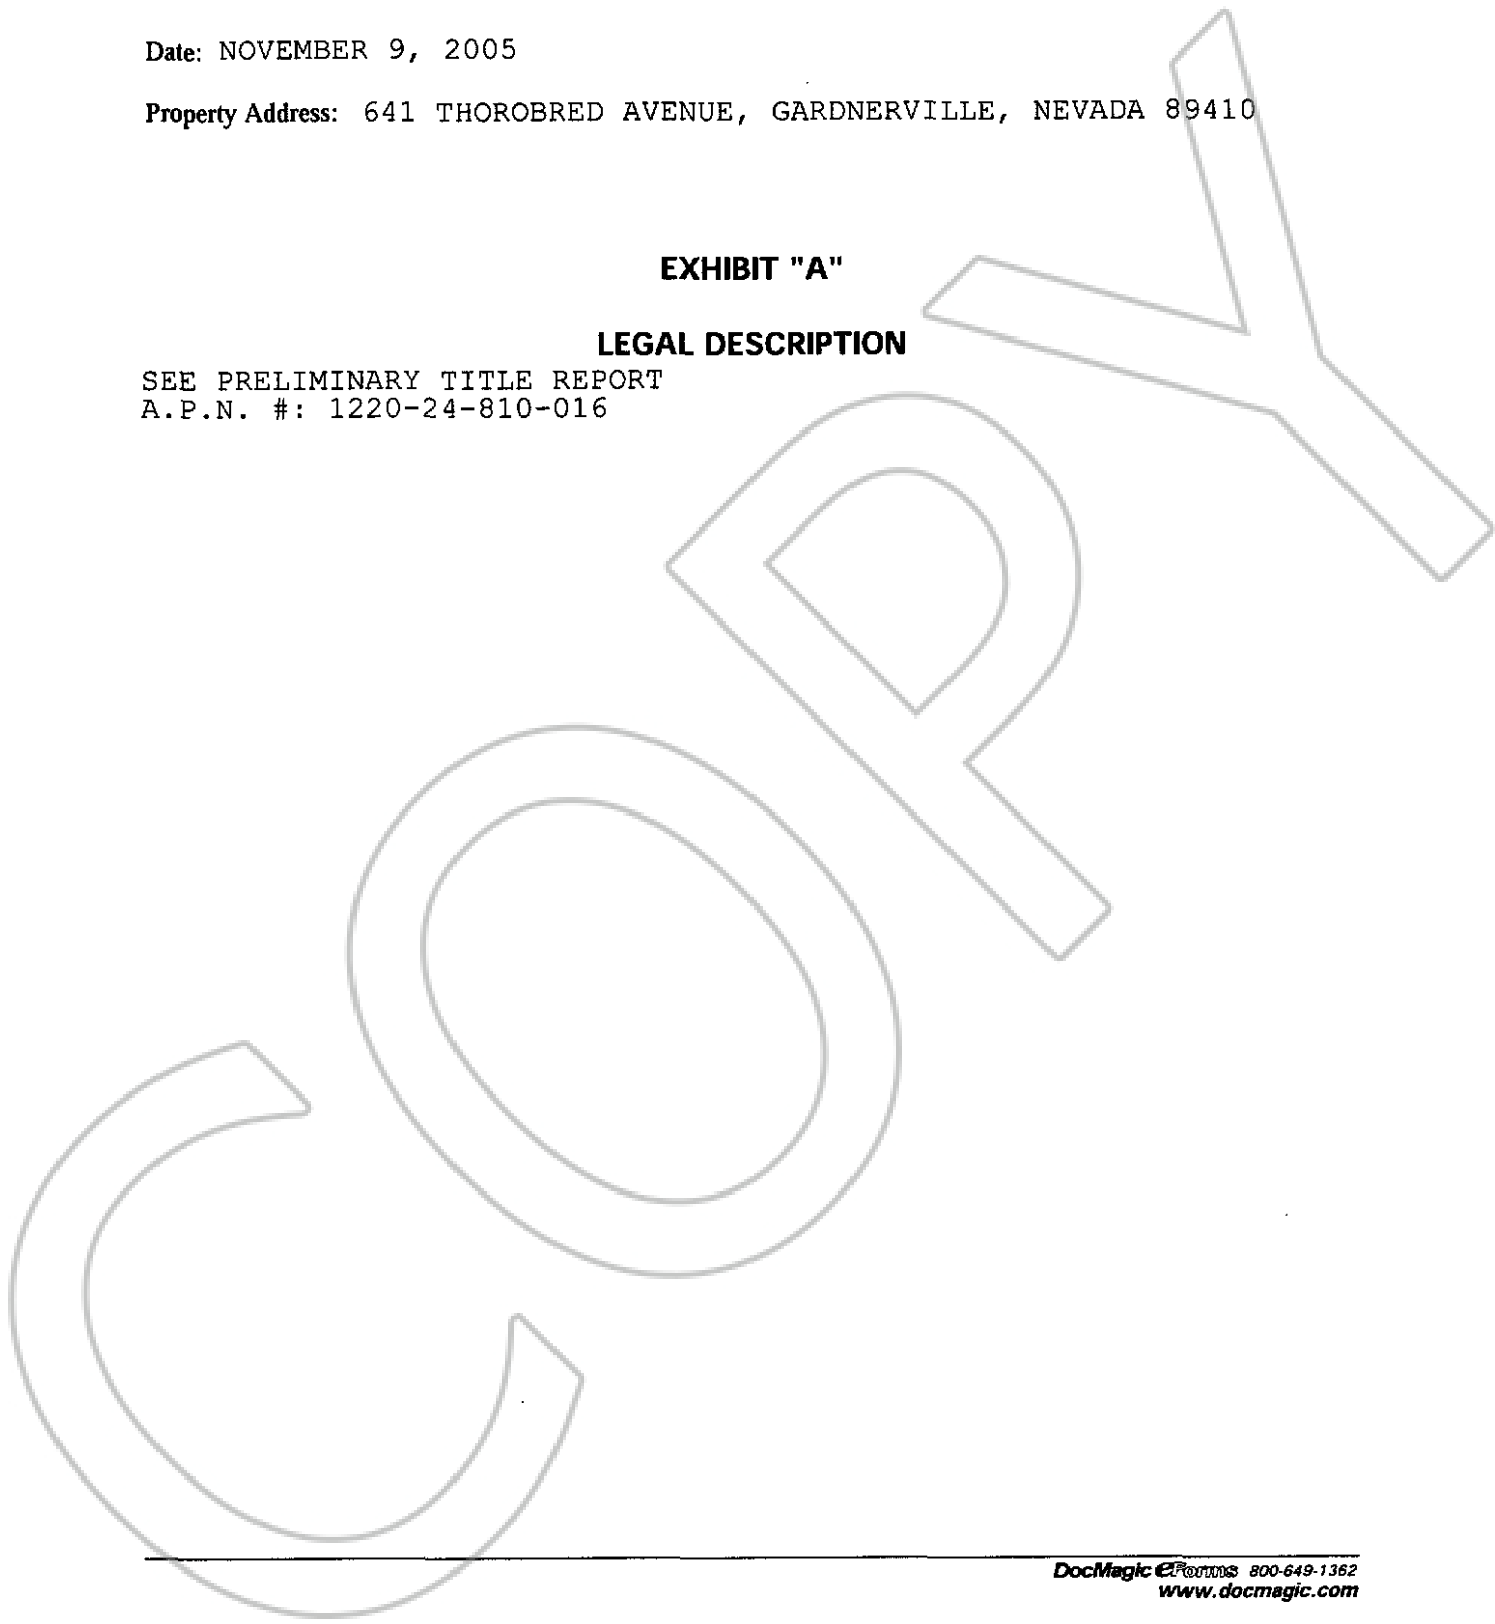 Date: NOVEMBER 9, 2005
Property Address: 641 THOROBRED AVENUE, GARDNERVILLE, NEVADA 89410
EXHIBIT "A"
LEGAL DESCRIPTION
SEE PRELIMINARY TITLE REPORT
A.P.N. #: 1220-24-810-016
COPY
DocMagic eForms 800-649-1362
www.docmagic.com